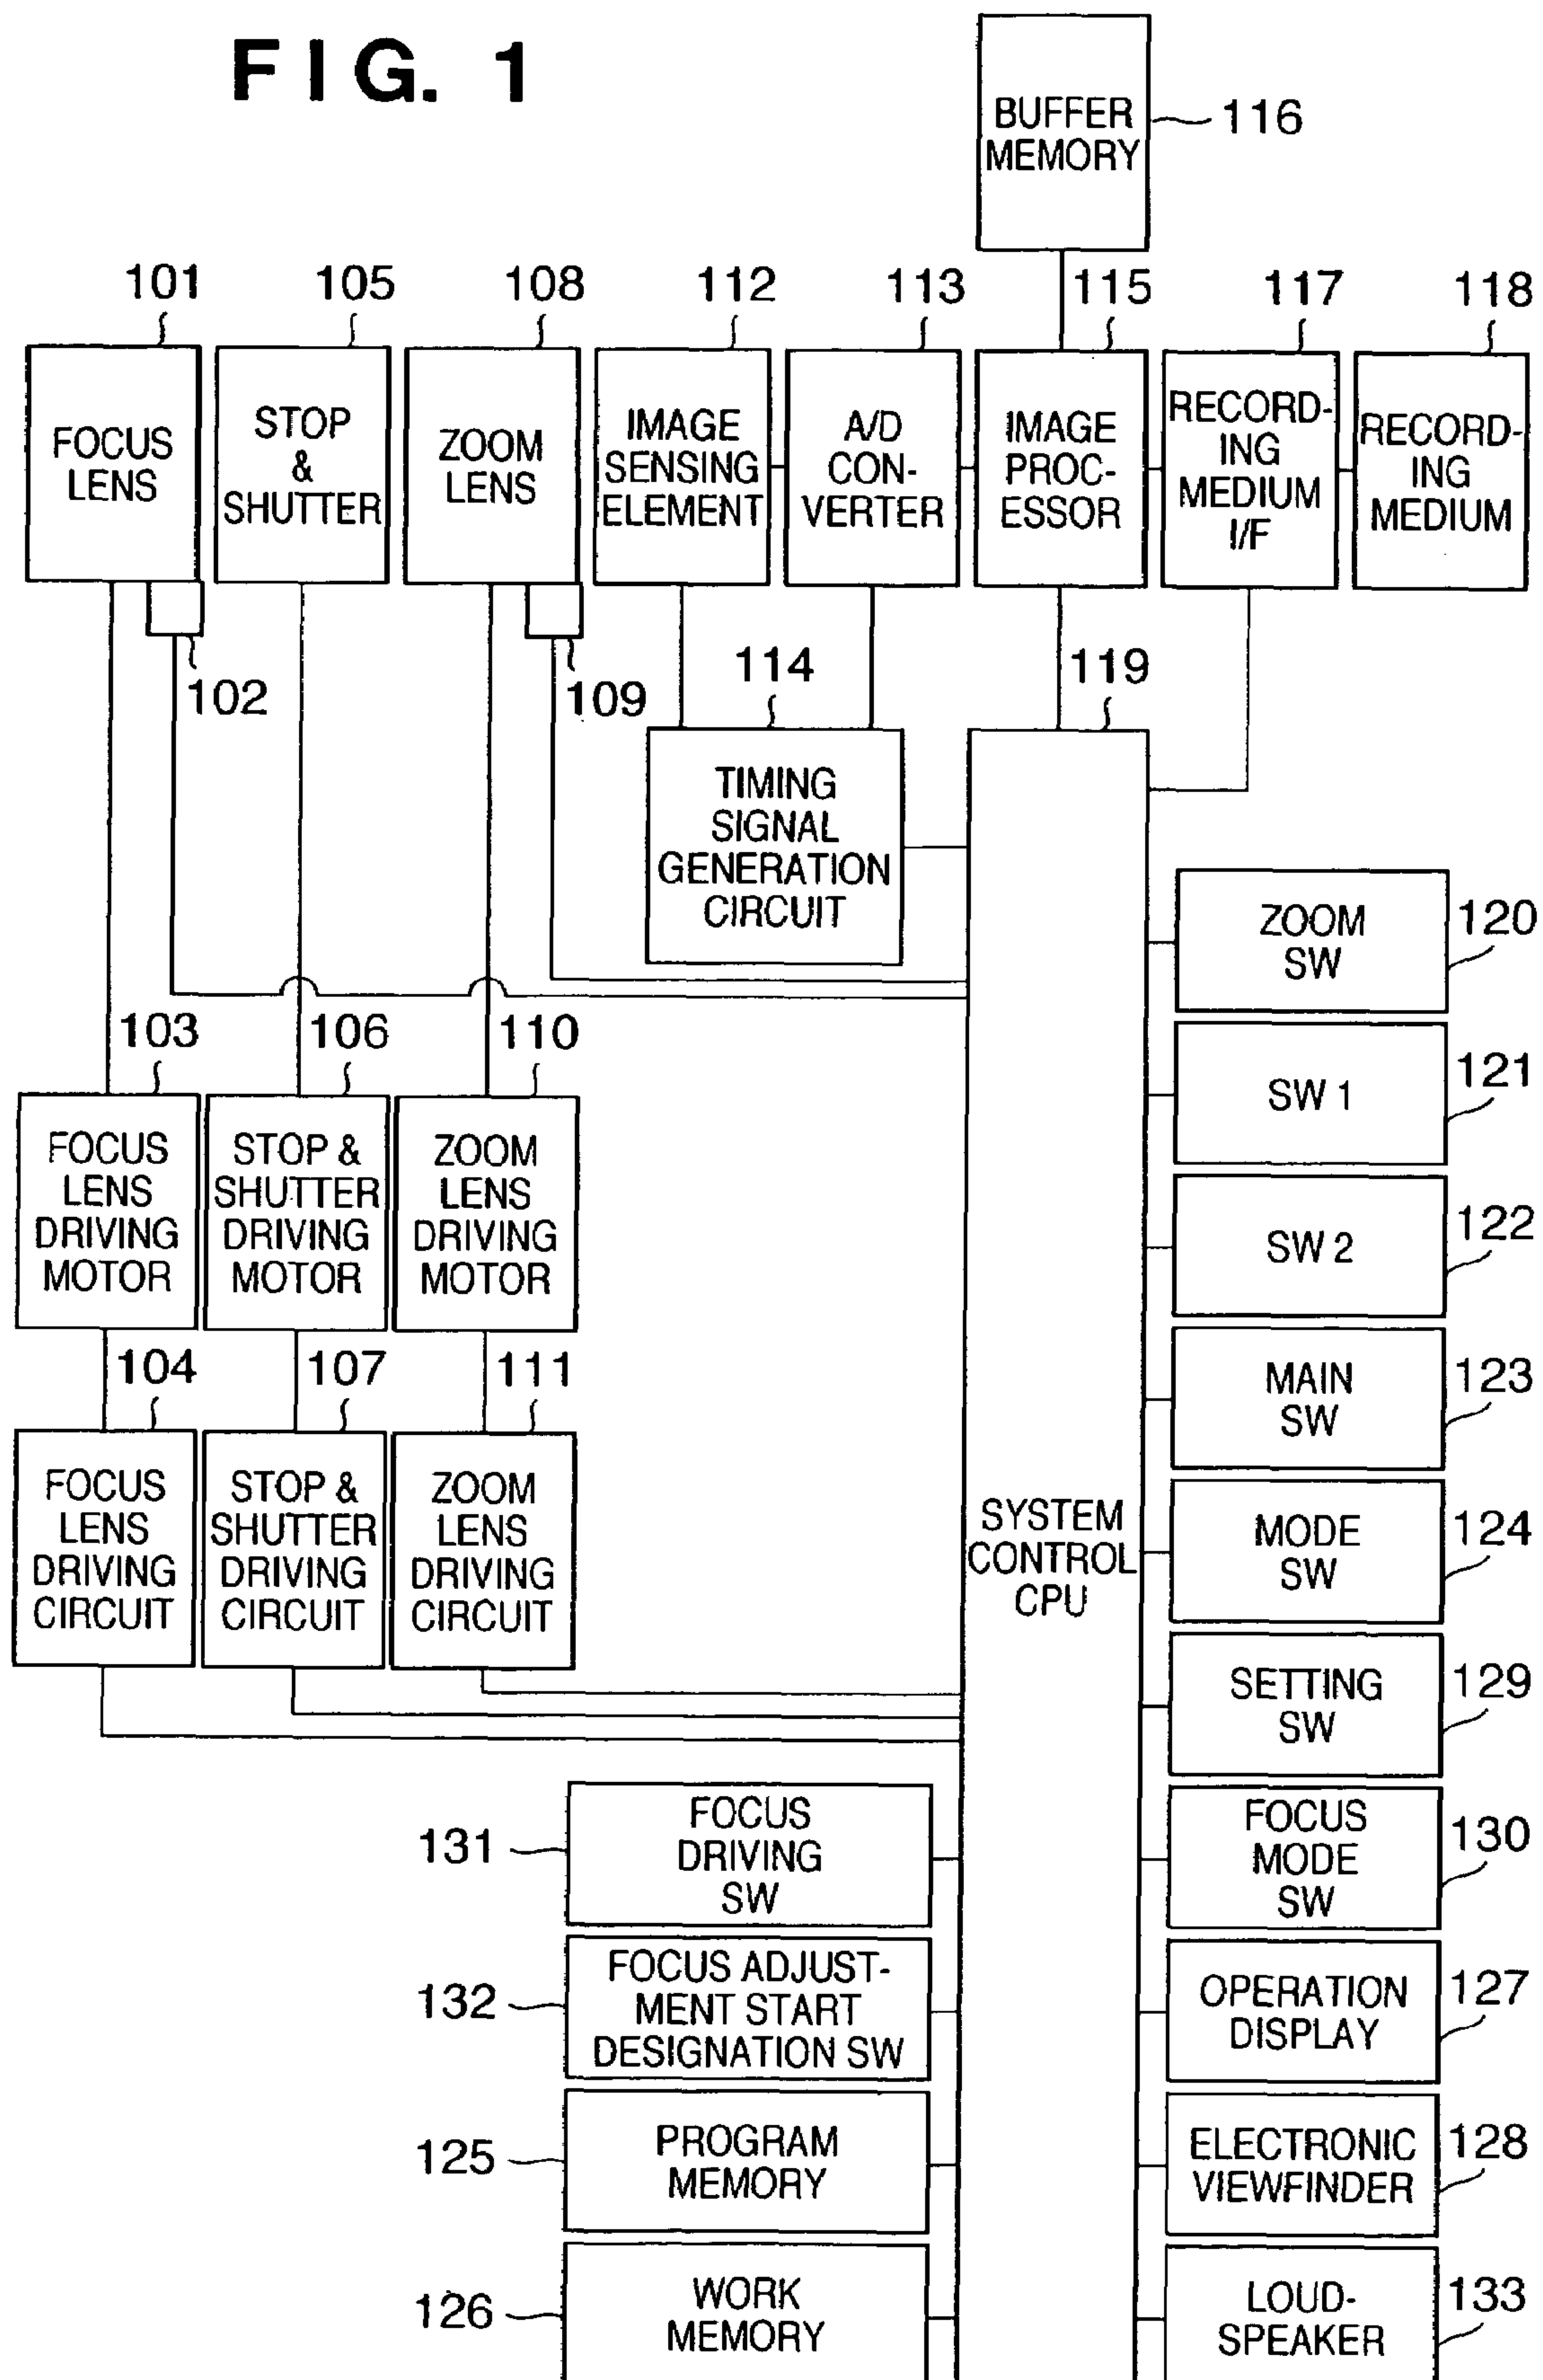 FIG. 1
BUFFER
MEMORY
116
101
105
108
112
113
115
117
118
FOCUS
LENS
STOP
&
SHUTTER
ZOOM
LENS
IMAGE
SENSING
ELEMENT
A/D
CON-
VERTER
IMAGE
PROC-
ESSOR
RECORD-
ING
MEDIUM
I/F
RECORD-
ING
MEDIUM
102
109
114
119
TIMING
SIGNAL
GENERATION
CIRCUIT
103
106
110
FOCUS
LENS
DRIVING
MOTOR
STOP &
SHUTTER
DRIVING
MOTOR
ZOOM
LENS
DRIVING
MOTOR
104
107
111
FOCUS
LENS
DRIVING
CIRCUIT
STOP &
SHUTTER
DRIVING
CIRCUIT
ZOOM
LENS
DRIVING
CIRCUIT
SYSTEM
CONTROL
CPU
ZOOM
SW
120
SW 1
121
SW 2
122
MAIN
SW
123
MODE
SW
124
SETTING
SW
129
FOCUS
MODE
SW
130
OPERATION
DISPLAY
127
ELECTRONIC
VIEWFINDER
128
LOUD-
SPEAKER
133
131
FOCUS
DRIVING
SW
132
FOCUS ADJUST-
MENT START
DESIGNATION SW
125
PROGRAM
MEMORY
126
WORK
MEMORY